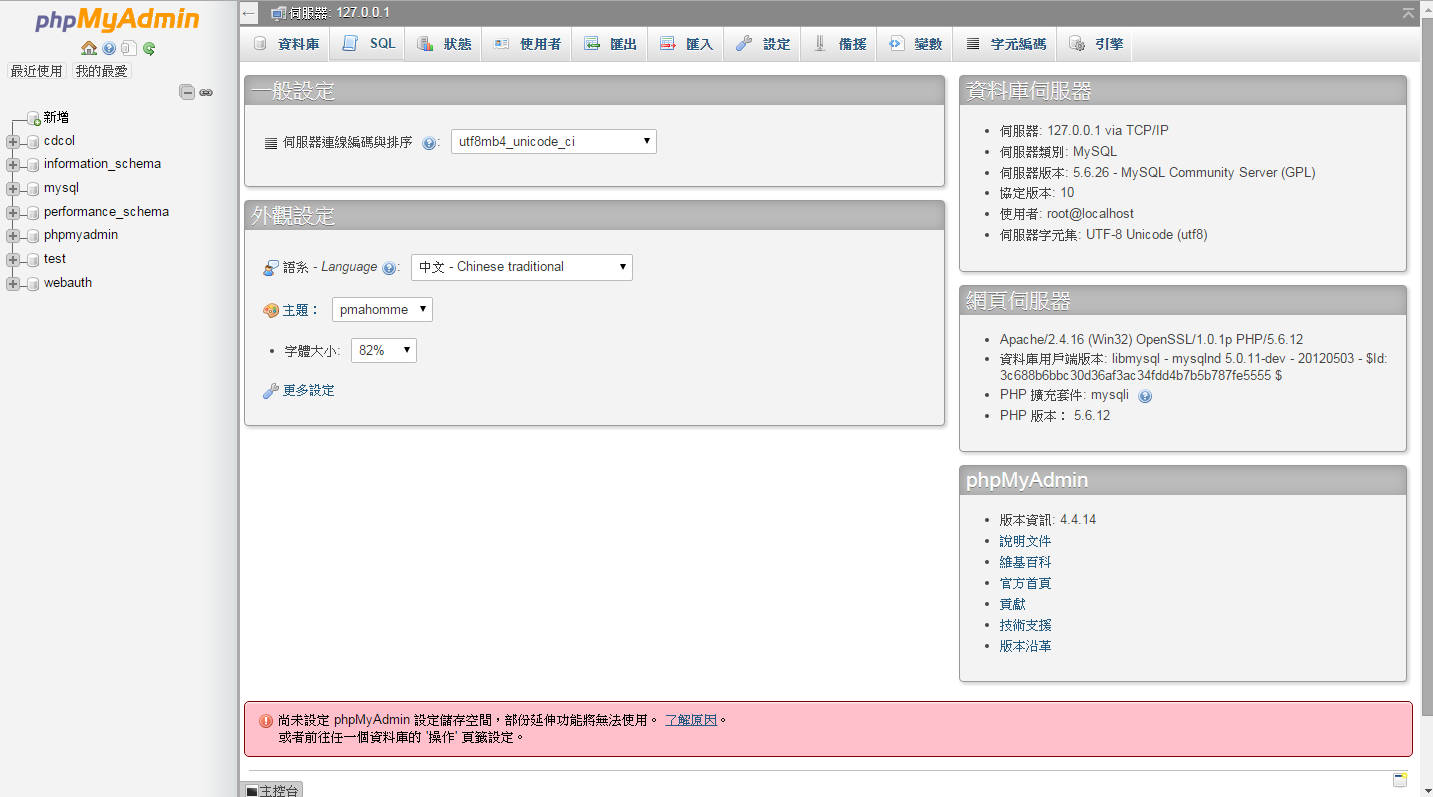 phpMyAdmin
最近使用 我的最愛
新增
cdcol
information_schema
mysql
performance_schema
phpmyadmin
test
webauth
伺服器: 127.0.0.1
資料庫 SQL 狀態 使用者 匯出 匯入 設定 備援 變數 字元編碼 引擎
一般設定
伺服器連線編碼與排序 : utf8mb4_unicode_ci
外觀設定
語系 - Language : 中文 - Chinese traditional
主題： pmahomme
字體大小: 82%
更多設定
資料庫伺服器
伺服器: 127.0.0.1 via TCP/IP
伺服器類別: MySQL
伺服器版本: 5.6.26 - MySQL Community Server (GPL)
協定版本: 10
使用者: root@localhost
伺服器字元集: UTF-8 Unicode (utf8)
網頁伺服器
Apache/2.4.16 (Win32) OpenSSL/1.0.1p PHP/5.6.12
資料庫用戶端版本: libmysql - mysqlnd 5.0.11-dev - 20120503 - $Id:
3c688b6bbc30d36af3ac34fdd4b7b5b787fe5555 $
PHP 擴充套件: mysqli
PHP 版本： 5.6.12
phpMyAdmin
版本資訊: 4.4.14
說明文件
維基百科
官方首頁
貢獻
技術支援
版本沿革
尚未設定 phpMyAdmin 設定儲存空間，部份延伸功能將無法使用。 了解原因。
或者前往任一個資料庫的 '操作' 頁籤設定。
主控台